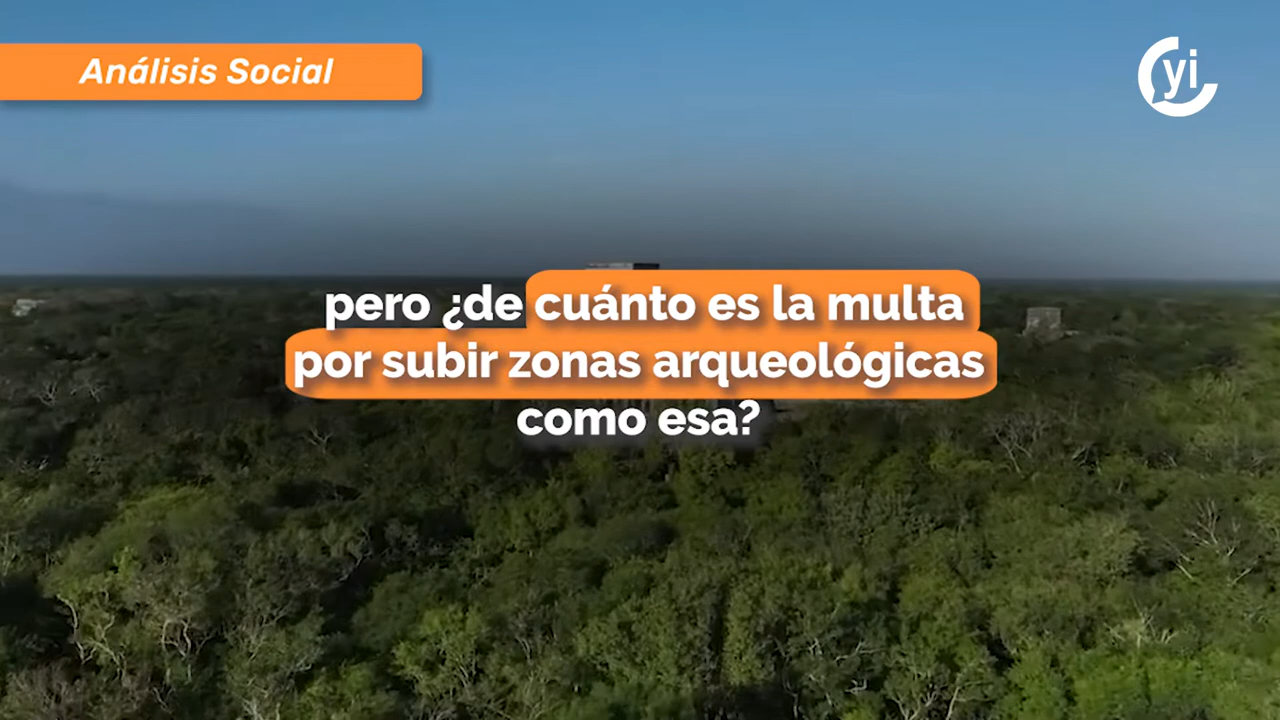 Análisis Social
yi
pero ¿de cuánto es la multa
por subir zonas arqueológicas
como esa?